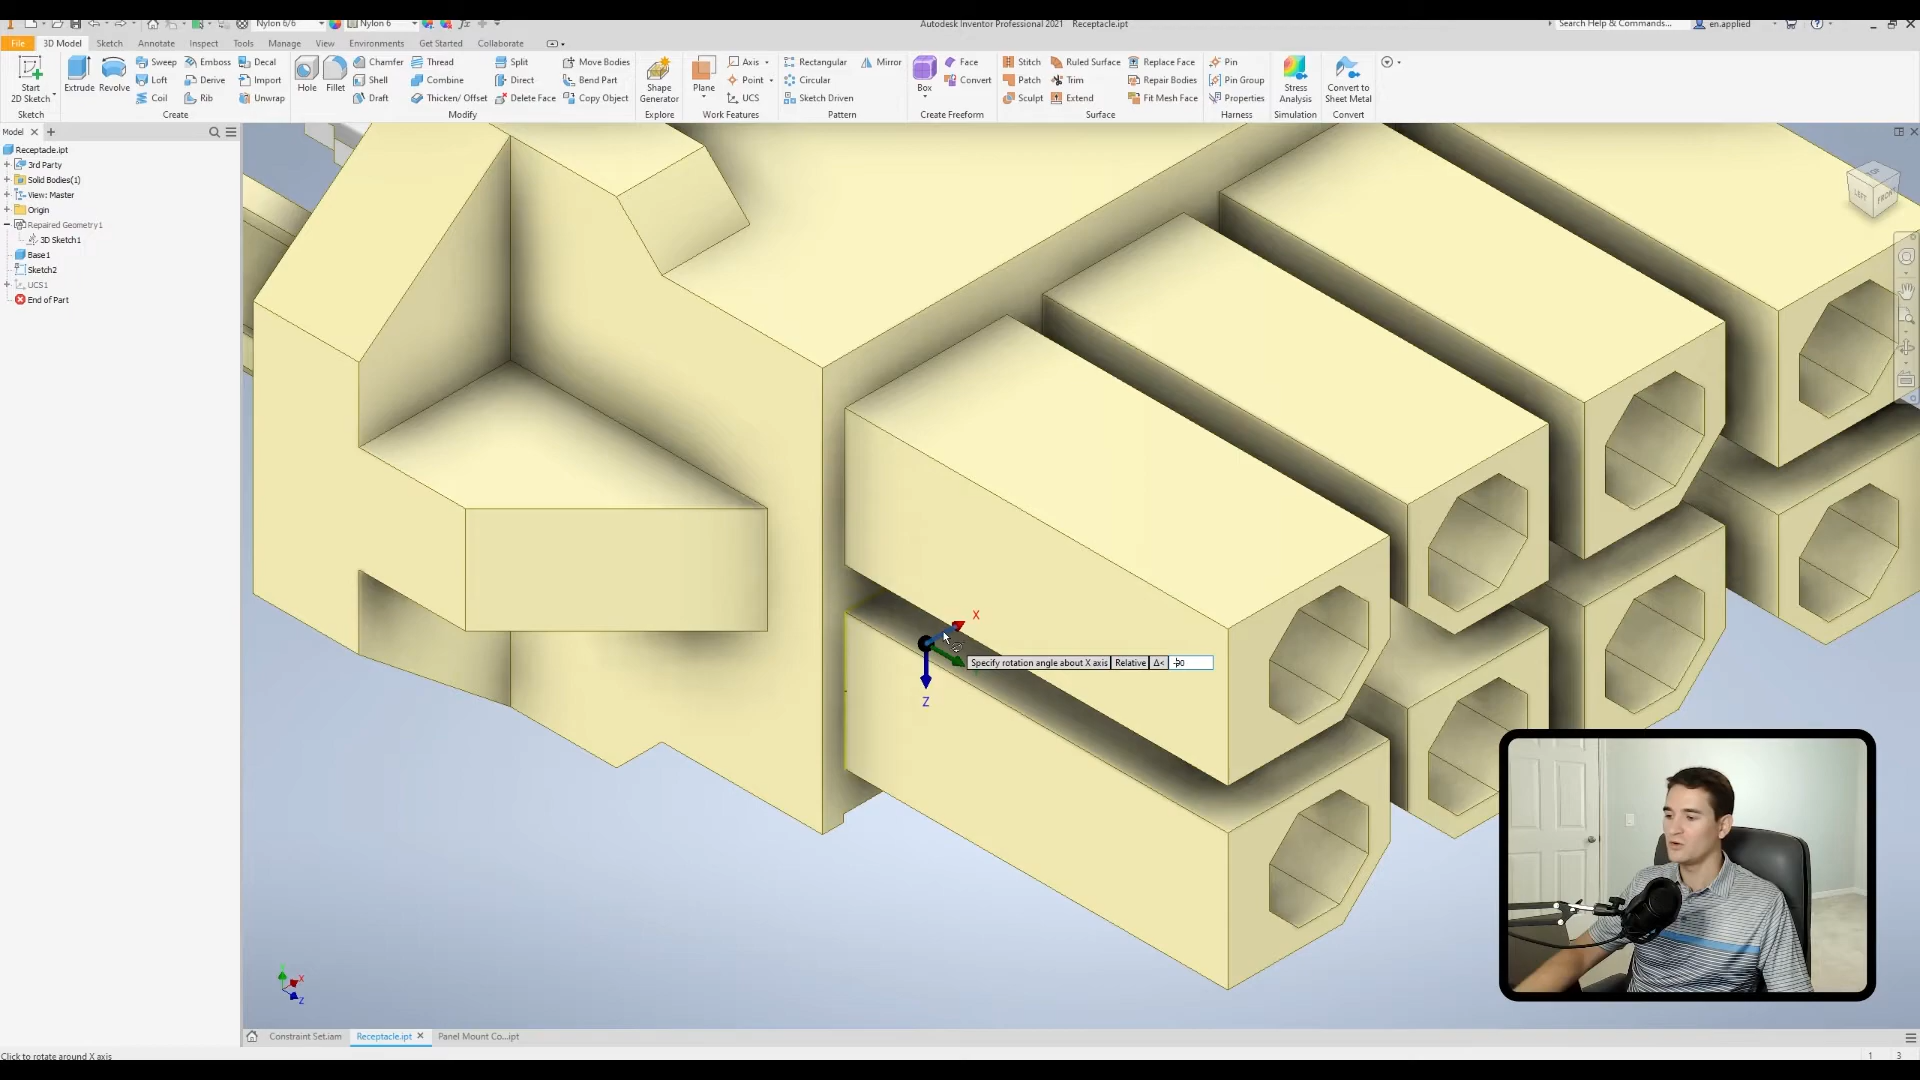 Nylon 6/6
Nylon 6
fx
Autodesk Inventor Professional 2021 Receptacle.ipt
Search Help & Commands...
en.applied
File
3D Model
Sketch
Annotate
Inspect
Tools
Manage
View
Environments
Get Started
Collaborate
Start
2D Sketch
Extrude
Revolve
Sweep
Emboss
Decal
Loft
Derive
Import
Coil
Rib
Unwrap
Hole
Fillet
Chamfer
Thread
Split
Move Bodies
Shell
Combine
Direct
Bend Part
Draft
Thicken/ Offset
Delete Face
Copy Object
Shape
Generator
Plane
Axis
Point
UCS
Rectangular
Mirror
Circular
Sketch Driven
Box
Face
Convert
Stitch
Ruled Surface
Replace Face
Patch
Trim
Repair Bodies
Sculpt
Extend
Fit Mesh Face
Pin
Pin Group
Properties
Stress
Analysis
Convert to
Sheet Metal
Sketch
Create
Modify
Explore
Work Features
Pattern
Create Freeform
Surface
Harness
Simulation
Convert
Model
Receptacle.ipt
3rd Party
Solid Bodies(1)
View: Master
Origin
Repaired Geometry1
3D Sketch1
Base1
Sketch2
UCS1
End of Part
LEFT
FRONT
X
Specify rotation angle about X axis Relative Δ<
Z
X
Z
Constraint Set.iam
Receptacle.ipt
Panel Mount Co...ipt
Click to rotate around X axis
1
3